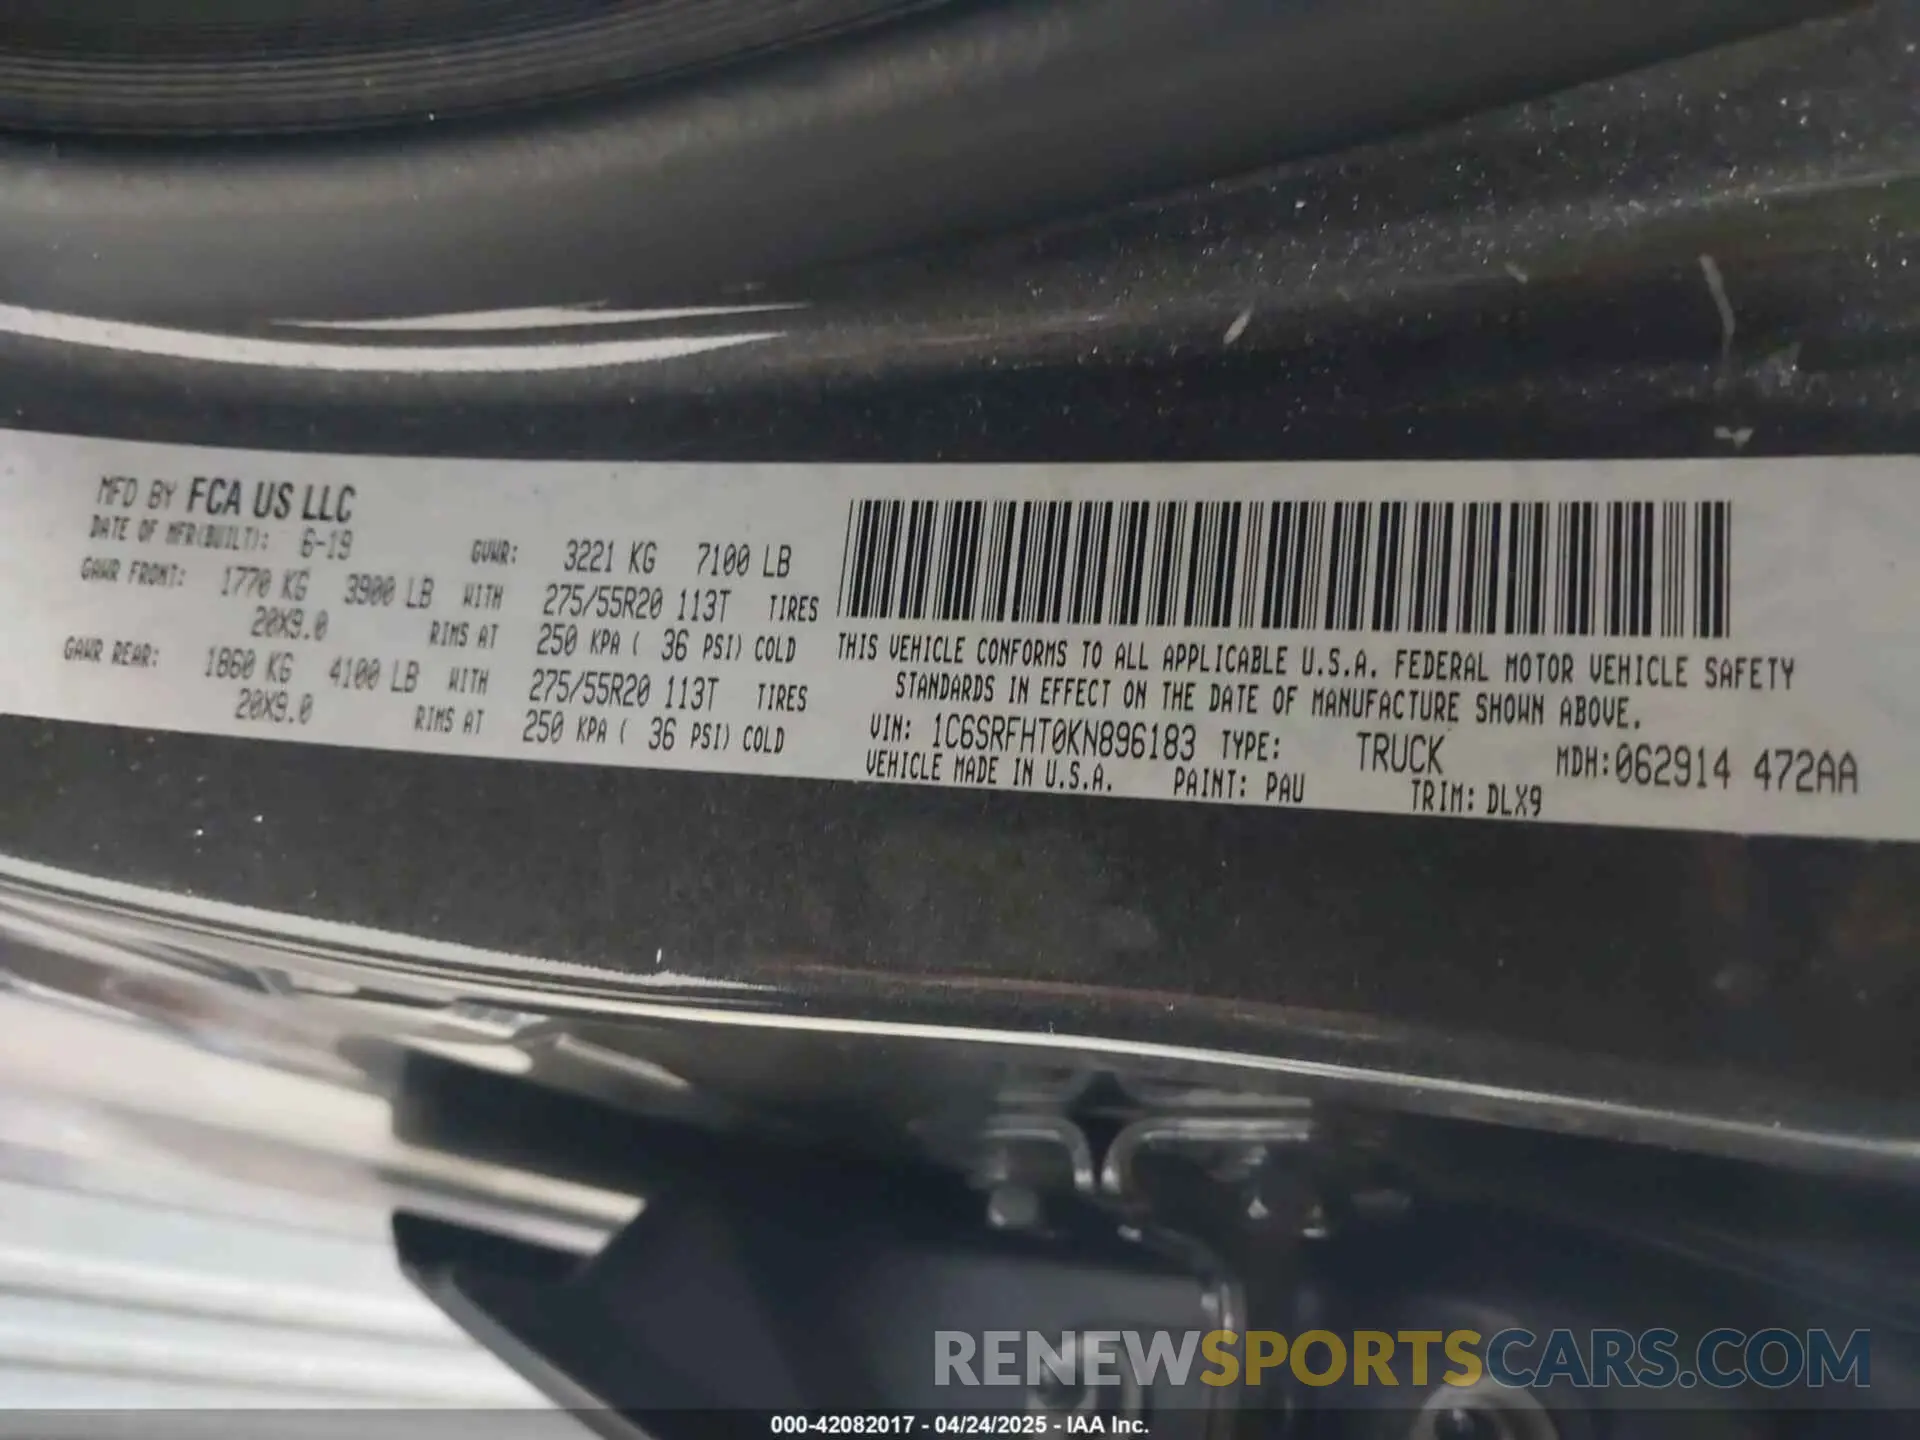 MFD BY FCA US LLC
DATE OF MFR(BUILT): 6-19
GVWR: 3221 KG 7100 LB
GAWR FRONT: 1770 KG 3900 LB WITH 275/55R20 113T TIRES
20X9.0 RIMS AT 250 KPA ( 36 PSI) COLD
GAWR REAR: 1860 KG 4100 LB WITH 275/55R20 113T TIRES
20X9.0 RIMS AT 250 KPA ( 36 PSI) COLD
THIS VEHICLE CONFORMS TO ALL APPLICABLE U.S.A. FEDERAL MOTOR VEHICLE SAFETY
STANDARDS IN EFFECT ON THE DATE OF MANUFACTURE SHOWN ABOVE.
VIN: 1C6SRFHT0KN896183 TYPE: TRUCK MDH:062914 472AA
VEHICLE MADE IN U.S.A. PAINT: PAU TRIM: DLX9
RENEWSPORTSCARS.COM
000-42082017 - 04/24/2025 - IAA Inc.